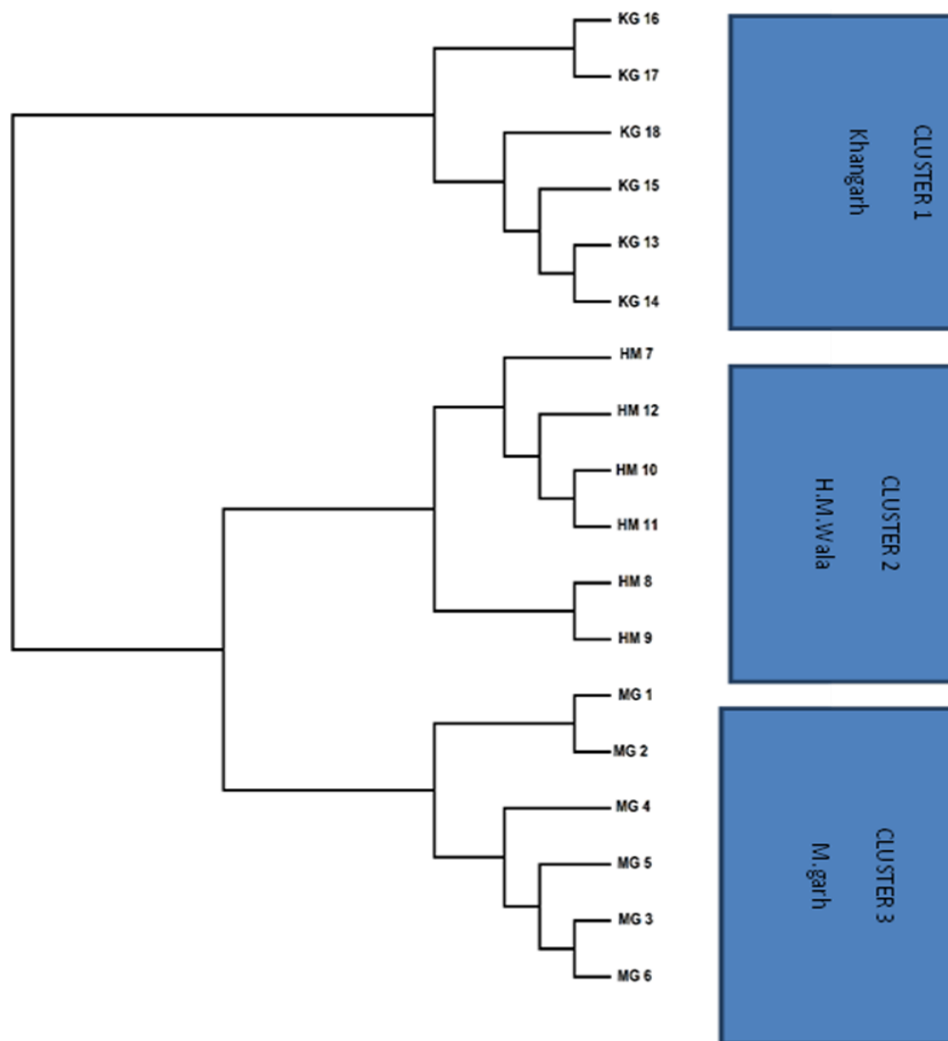 KG 16
KG 17
KG 18
KG 15
KG 13
KG 14
CLUSTER 1
Khangarh
HM 7
HM 12
HM 10
HM 11
HM 8
HM 9
CLUSTER 2
H.M.Wala
MG 1
MG 2
MG 4
MG 5
MG 3
MG 6
CLUSTER 3
M.garh